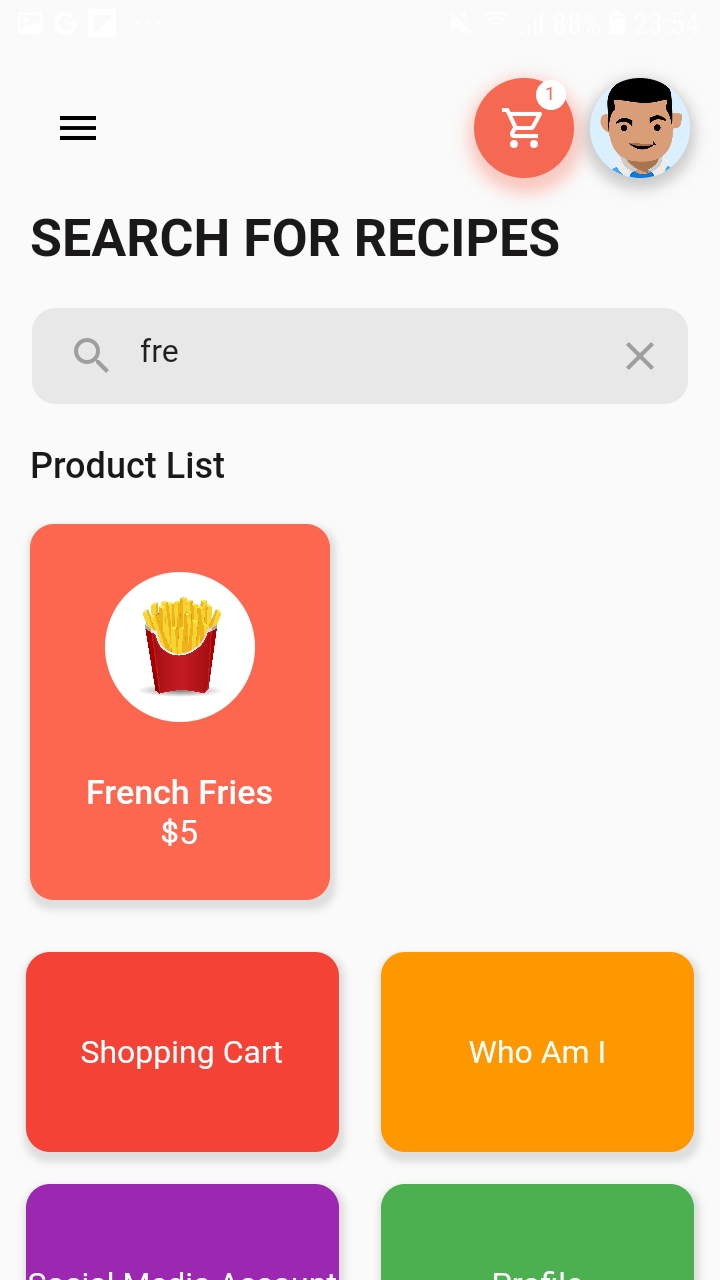 88% 23:54
1
SEARCH FOR RECIPES
fre
Product List
French Fries
$5
Shopping Cart
Who Am I
Social Media Account
Profile